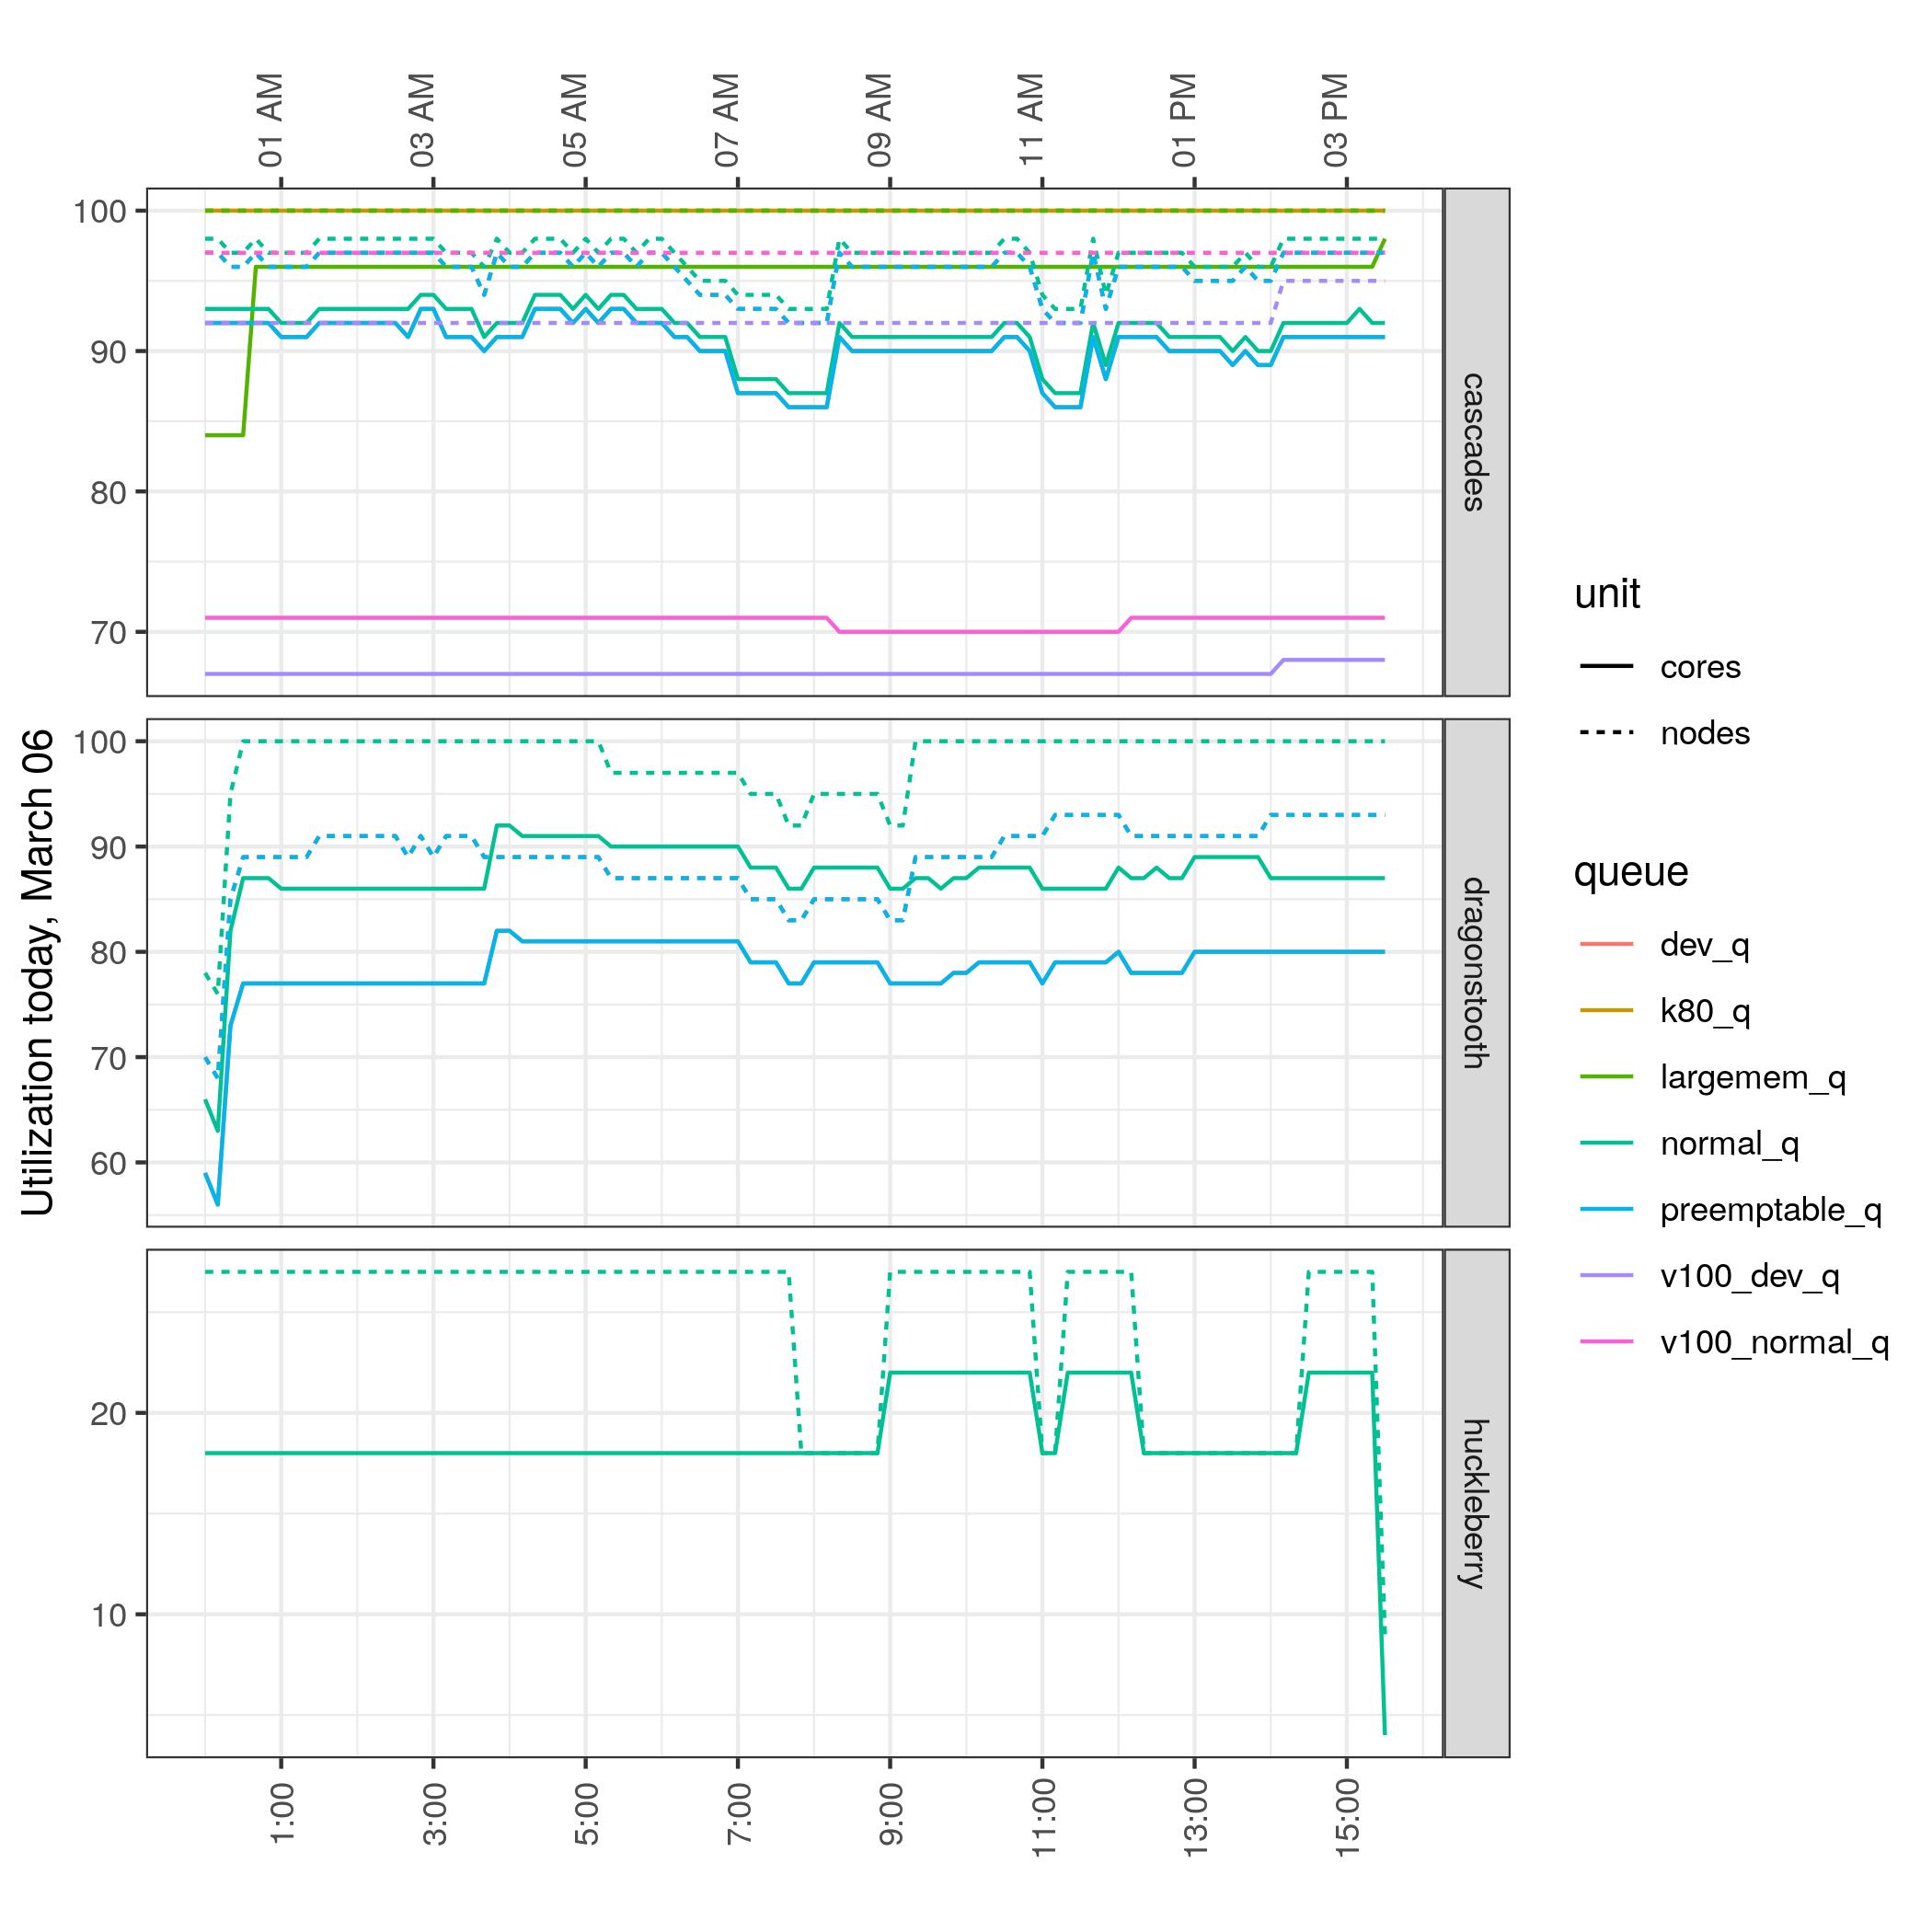 01 AM
03 AM
05 AM
07 AM
09 AM
11 AM
01 PM
03 PM
Utilization today, March 06
100
90
80
70
cascades
100
90
80
70
60
dragonstooth
20
10
huckleberry
1:00
3:00
5:00
7:00
9:00
11:00
13:00
15:00
unit
cores
nodes
queue
dev_q
k80_q
largemem_q
normal_q
preemptable_q
v100_dev_q
v100_normal_q